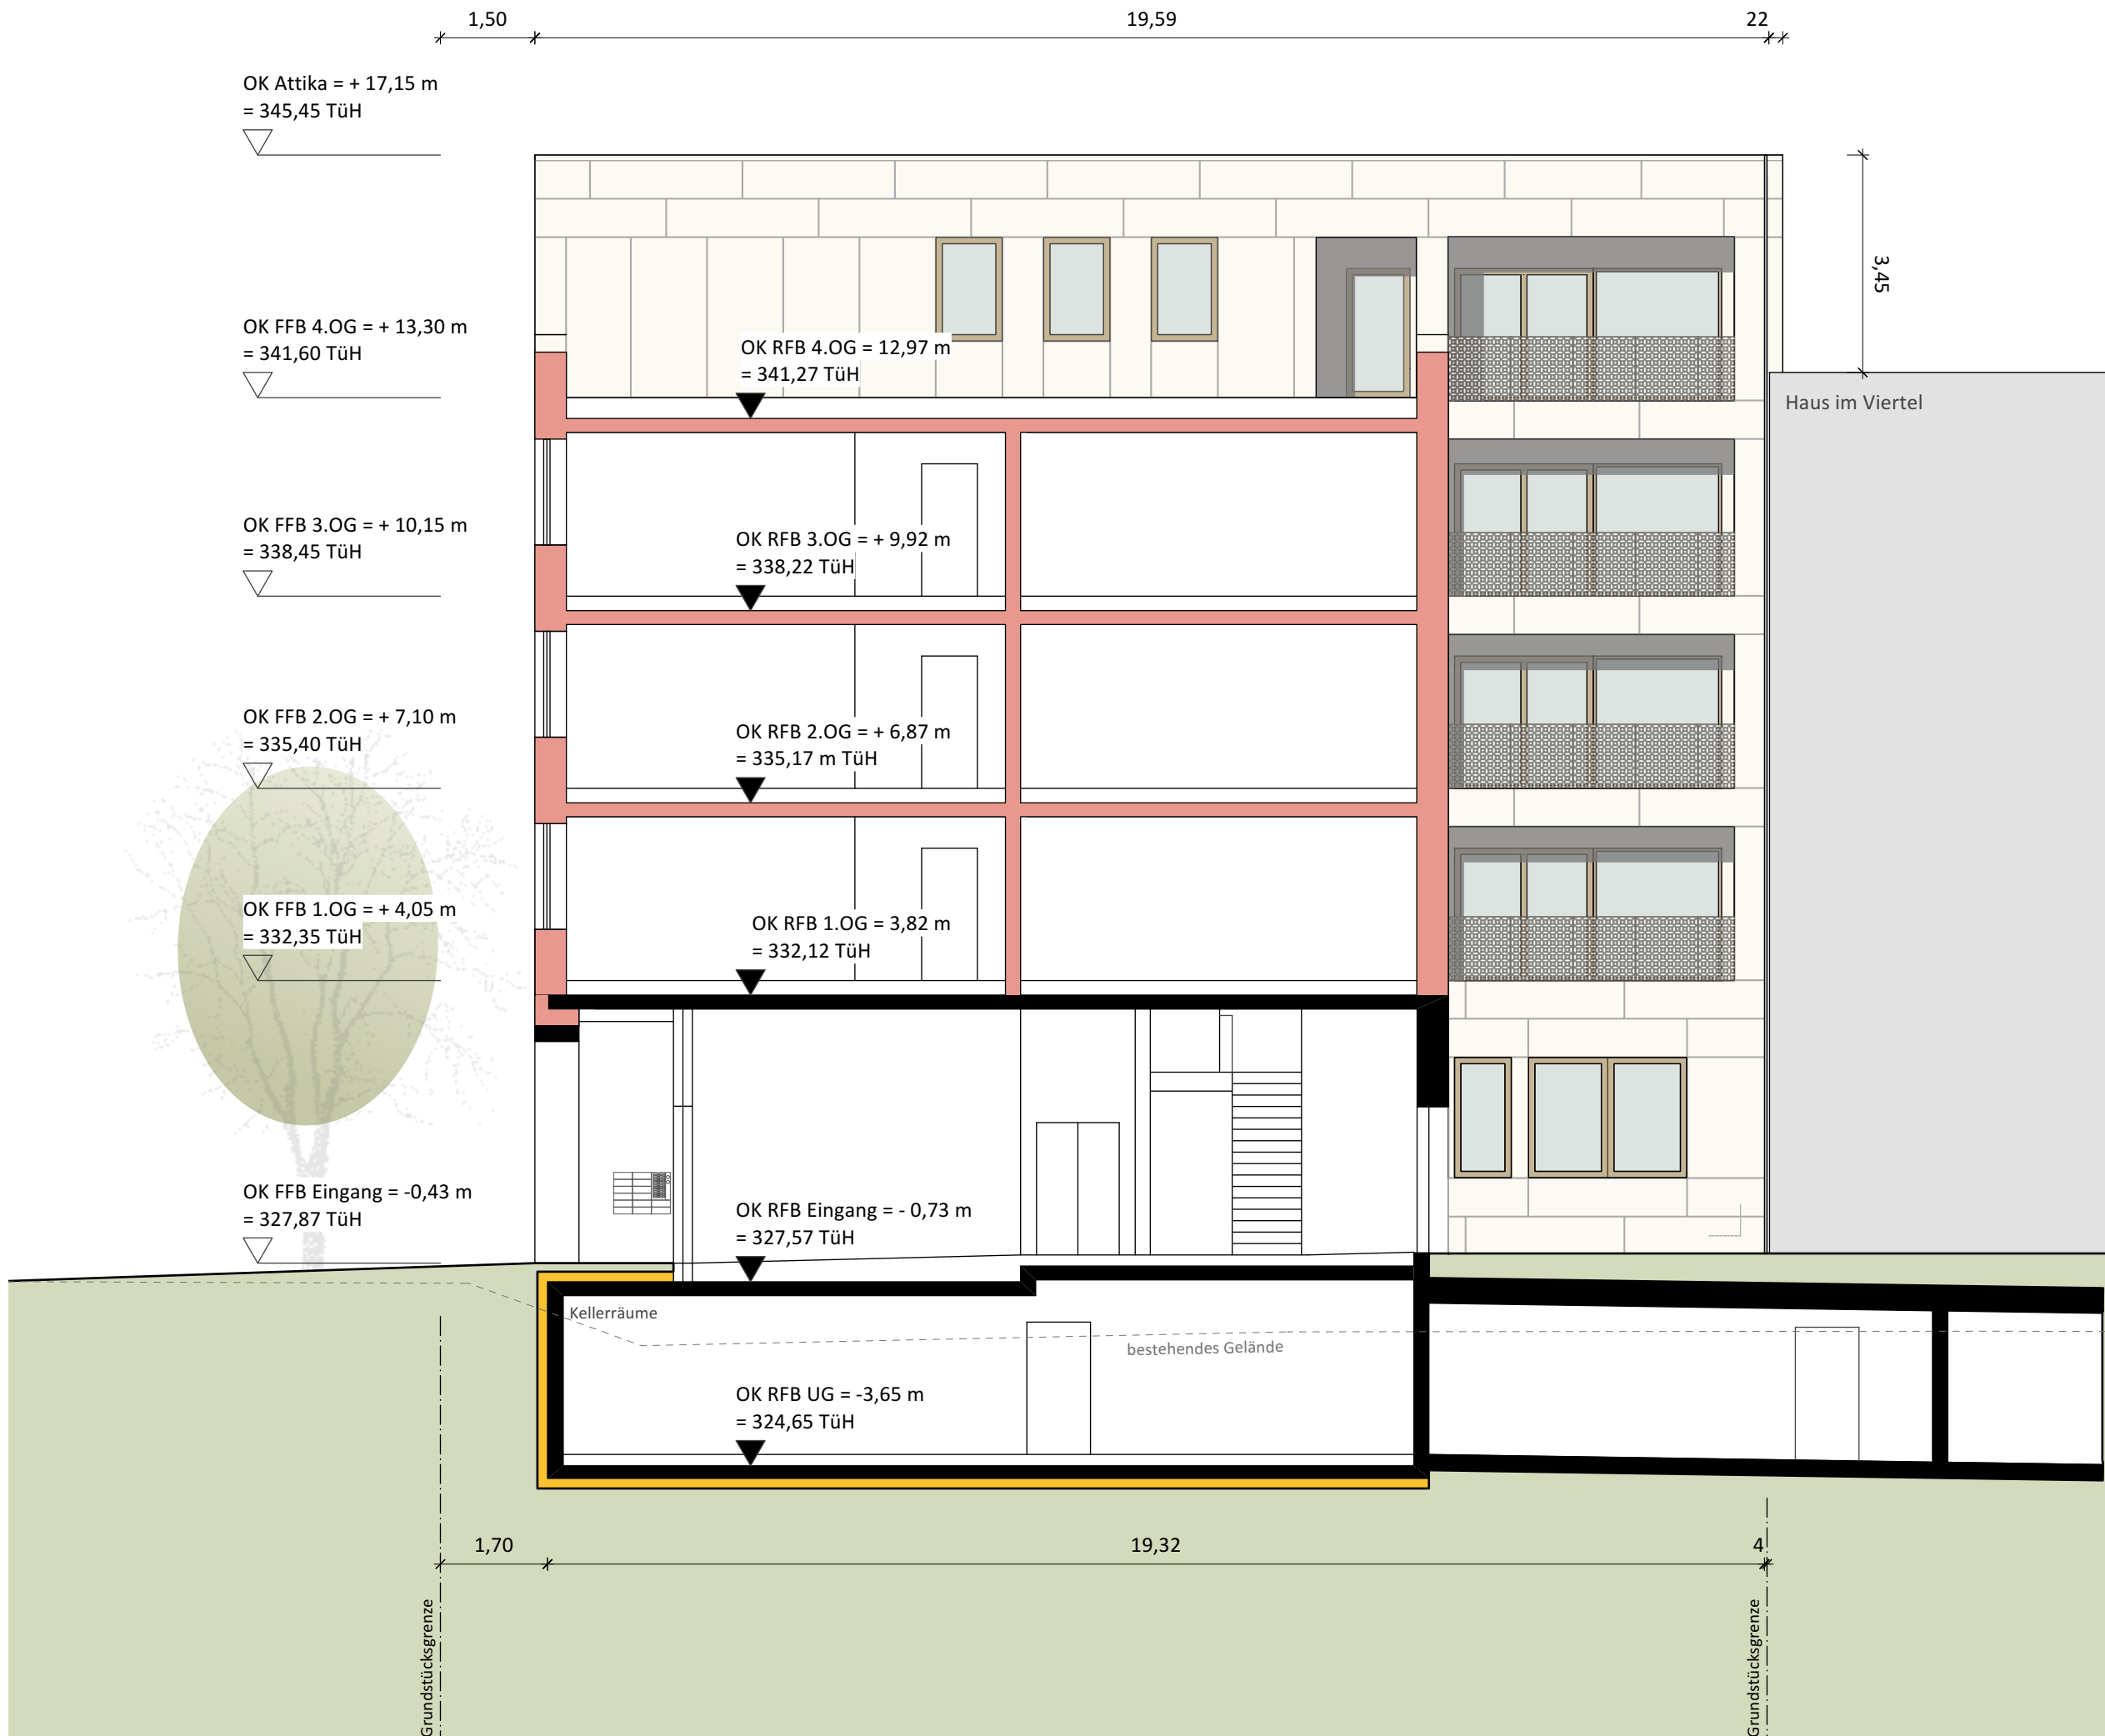 1,50
19,59
22
OK Attika = + 17,15 m
= 345,45 TüH
3,45
OK FFB 4.OG = + 13,30 m
= 341,60 TüH
OK RFB 4.OG = 12,97 m
= 341,27 TüH
Haus im Viertel
OK FFB 3.OG = + 10,15 m
= 338,45 TüH
OK RFB 3.OG = + 9,92 m
= 338,22 TüH
OK FFB 2.OG = + 7,10 m
= 335,40 TüH
OK RFB 2.OG = + 6,87 m
= 335,17 m TüH
OK FFB 1.OG = + 4,05 m
= 332,35 TüH
OK RFB 1.OG = 3,82 m
= 332,12 TüH
OK FFB Eingang = -0,43 m
= 327,87 TüH
OK RFB Eingang = - 0,73 m
= 327,57 TüH
Kellerräume
bestehendes Gelände
OK RFB UG = -3,65 m
= 324,65 TüH
1,70
19,32
4
Grundstücksgrenze
Grundstücksgrenze